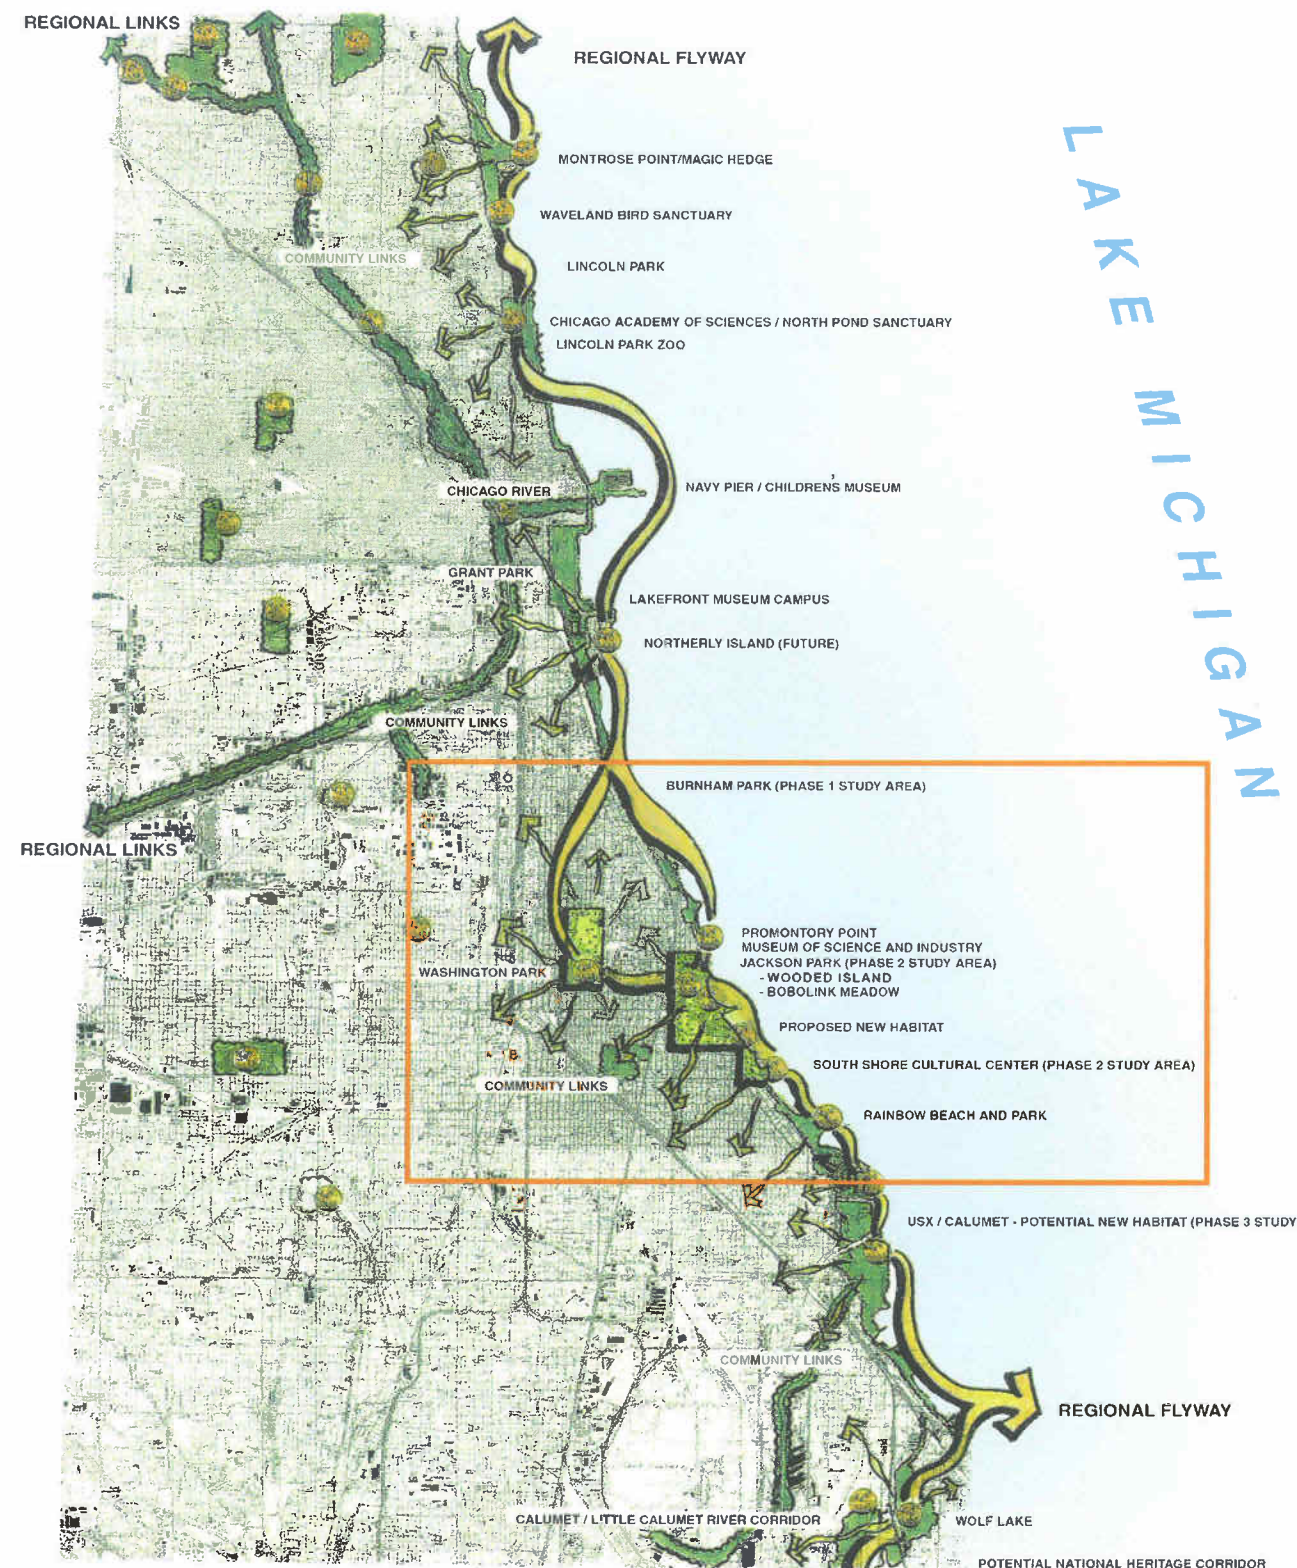 REGIONAL LINKS
REGIONAL FLYWAY
LAKE MICHIGAN
MONTROSE POINT/MAGIC HEDGE
WAVELAND BIRD SANCTUARY
COMMUNITY LINKS
LINCOLN PARK
CHICAGO ACADEMY OF SCIENCES / NORTH POND SANCTUARY
LINCOLN PARK ZOO
CHICAGO RIVER
NAVY PIER / CHILDREN'S MUSEUM
GRANT PARK
LAKEFRONT MUSEUM CAMPUS
NORTHERLY ISLAND (FUTURE)
COMMUNITY LINKS
BURNHAM PARK (PHASE 1 STUDY AREA)
REGIONAL LINKS
PROMONTORY POINT
MUSEUM OF SCIENCE AND INDUSTRY
JACKSON PARK (PHASE 2 STUDY AREA)
- WOODED ISLAND
- BOBOLINK MEADOW
WASHINGTON PARK
PROPOSED NEW HABITAT
SOUTH SHORE CULTURAL CENTER (PHASE 2 STUDY AREA)
COMMUNITY LINKS
RAINBOW BEACH AND PARK
USX / CALUMET - POTENTIAL NEW HABITAT (PHASE 3 STUDY
COMMUNITY LINKS
REGIONAL FLYWAY
CALUMET / LITTLE CALUMET RIVER CORRIDOR
WOLF LAKE
POTENTIAL NATIONAL HERITAGE CORRIDOR